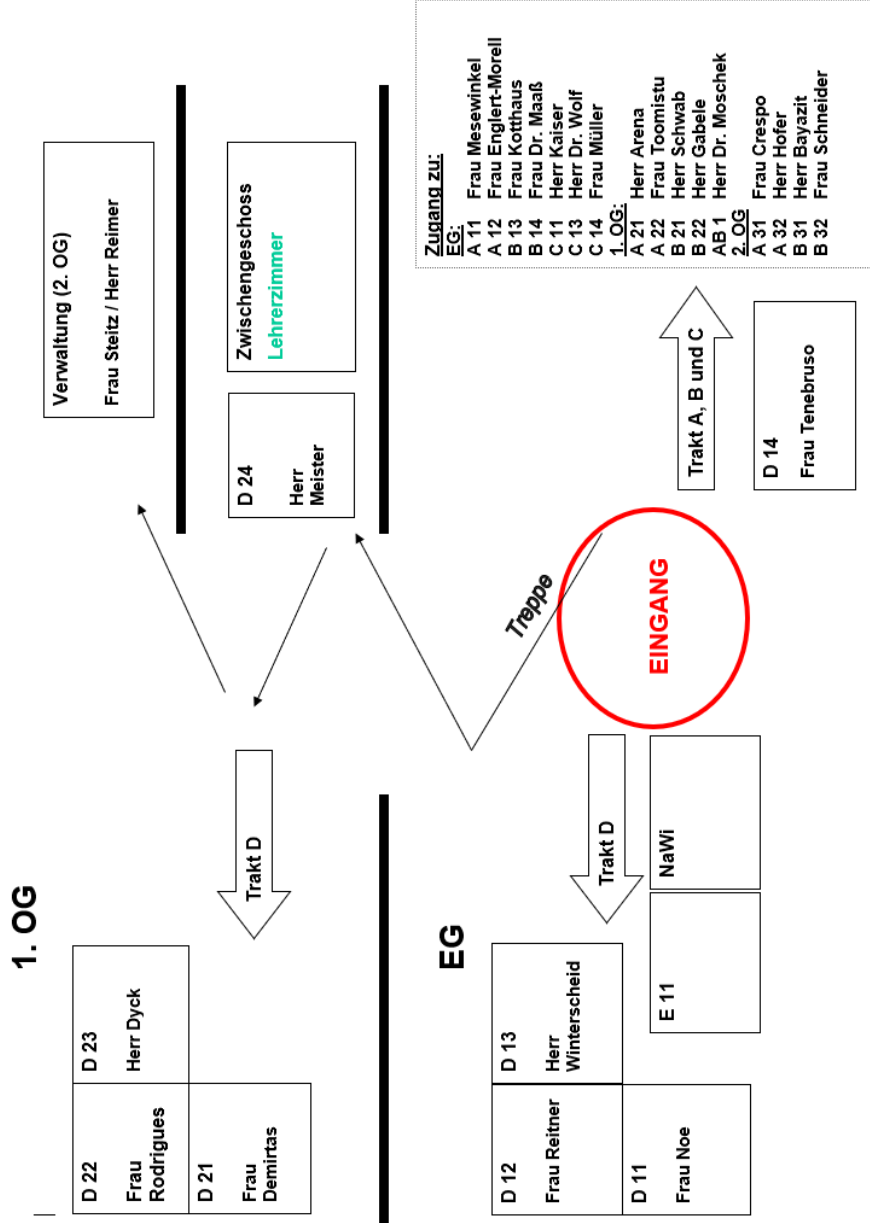 1. OG
D 22
Frau
Rodrigues
D 23
Herr Dyck
D 21
Frau
Demirtas
Trakt D
Verwaltung (2. OG)
Frau Steitz / Herr Reimer
D 24
Herr
Meister
Zwischengeschoss
Lehrerzimmer
EG
D 12
Frau Reitner
D 13
Herr
Winterscheid
D 11
Frau Noe
E 11
NaWi
Trakt D
Treppe
EINGANG
Trakt A, B und C
D 14
Frau Tenebruso
Zugang zu:
EG:
A 11 Frau Mesewinkel
A 12 Frau Englert-Morell
B 13 Frau Kotthaus
B 14 Frau Dr. Maaß
C 11 Herr Kaiser
C 13 Herr Dr. Wolf
C 14 Frau Müller
1. OG:
A 21 Herr Arena
A 22 Frau Toomistu
B 21 Herr Schwab
B 22 Herr Gabele
AB 1 Herr Dr. Moschek
2. OG
A 31 Frau Crespo
A 32 Herr Hofer
B 31 Herr Bayazit
B 32 Frau Schneider